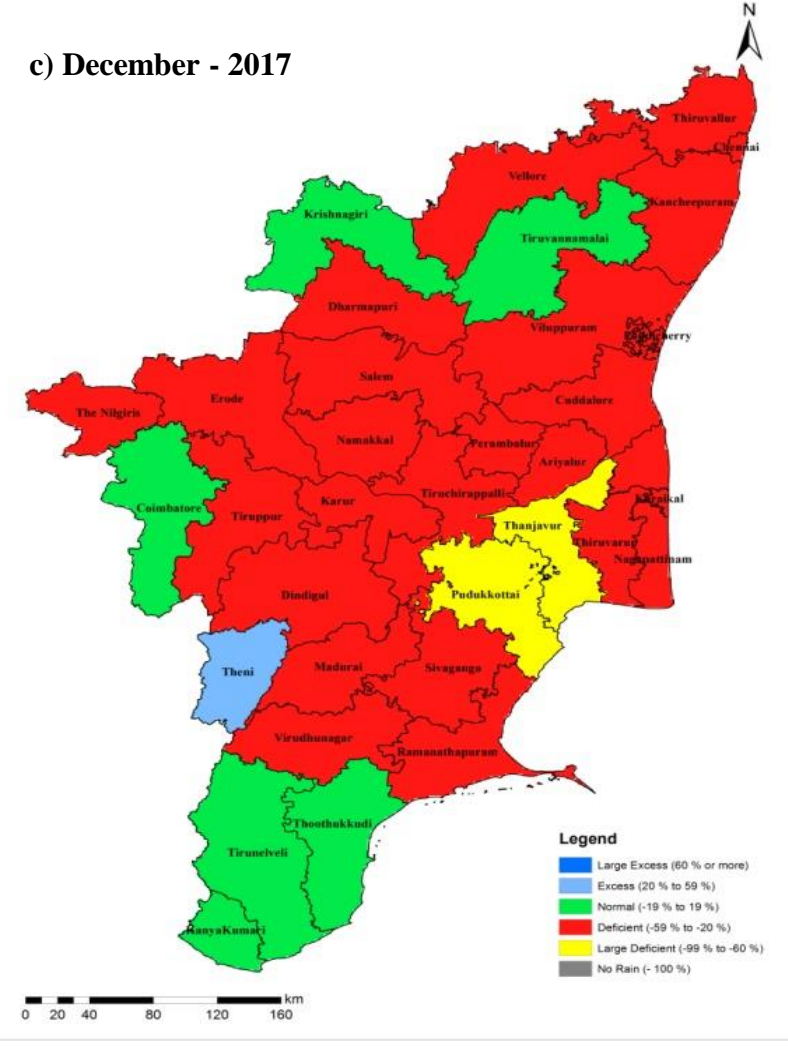 N
c) December - 2017
Thiruvallur
Chennai
Vellore
Kancheepuram
Krishnagiri
Tiruvannamalai
Dharmapuri
Viluppuram
Salem
Erode
Cuddalore
The Nilgiris
Namakkal
Perambalur
Ariyalur
Tiruchirappalli
Karur
Karaikal
Coimbatore
Tiruppur
Thanjavur
Thiruvarur
Nagapattinam
Dindigul
Pudukkottai
Theni
Madurai
Sivaganga
Virudhunagar
Ramanathapuram
Thoothukkudi
Tirunelveli
KanyaKumari
Legend
Large Excess (60 % or more)
Excess (20 % to 59 %)
Normal (-19 % to 19 %)
Deficient (-59 % to -20 %)
Large Deficient (-99 % to -60 %)
No Rain (- 100 %)
km
0 20 40 80 120 160